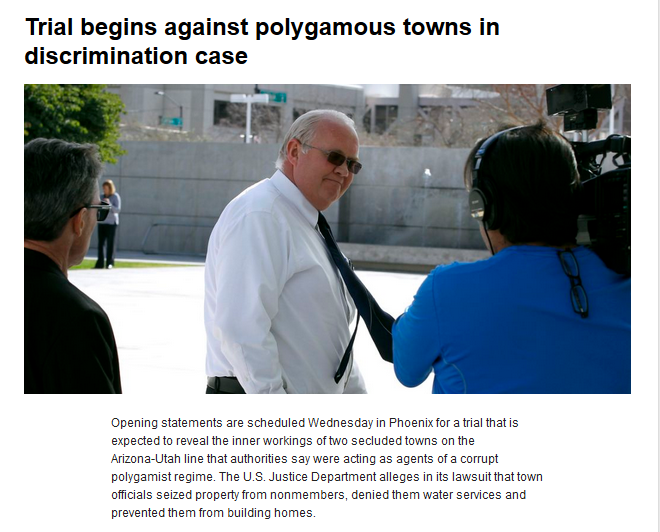 Trial begins against polygamous towns in
discrimination case
Opening statements are scheduled Wednesday in Phoenix for a trial that is
expected to reveal the inner workings of two secluded towns on the
Arizona-Utah line that authorities say were acting as agents of a corrupt
polygamist regime. The U.S. Justice Department alleges in its lawsuit that town
officials seized property from nonmembers, denied them water services and
prevented them from building homes.